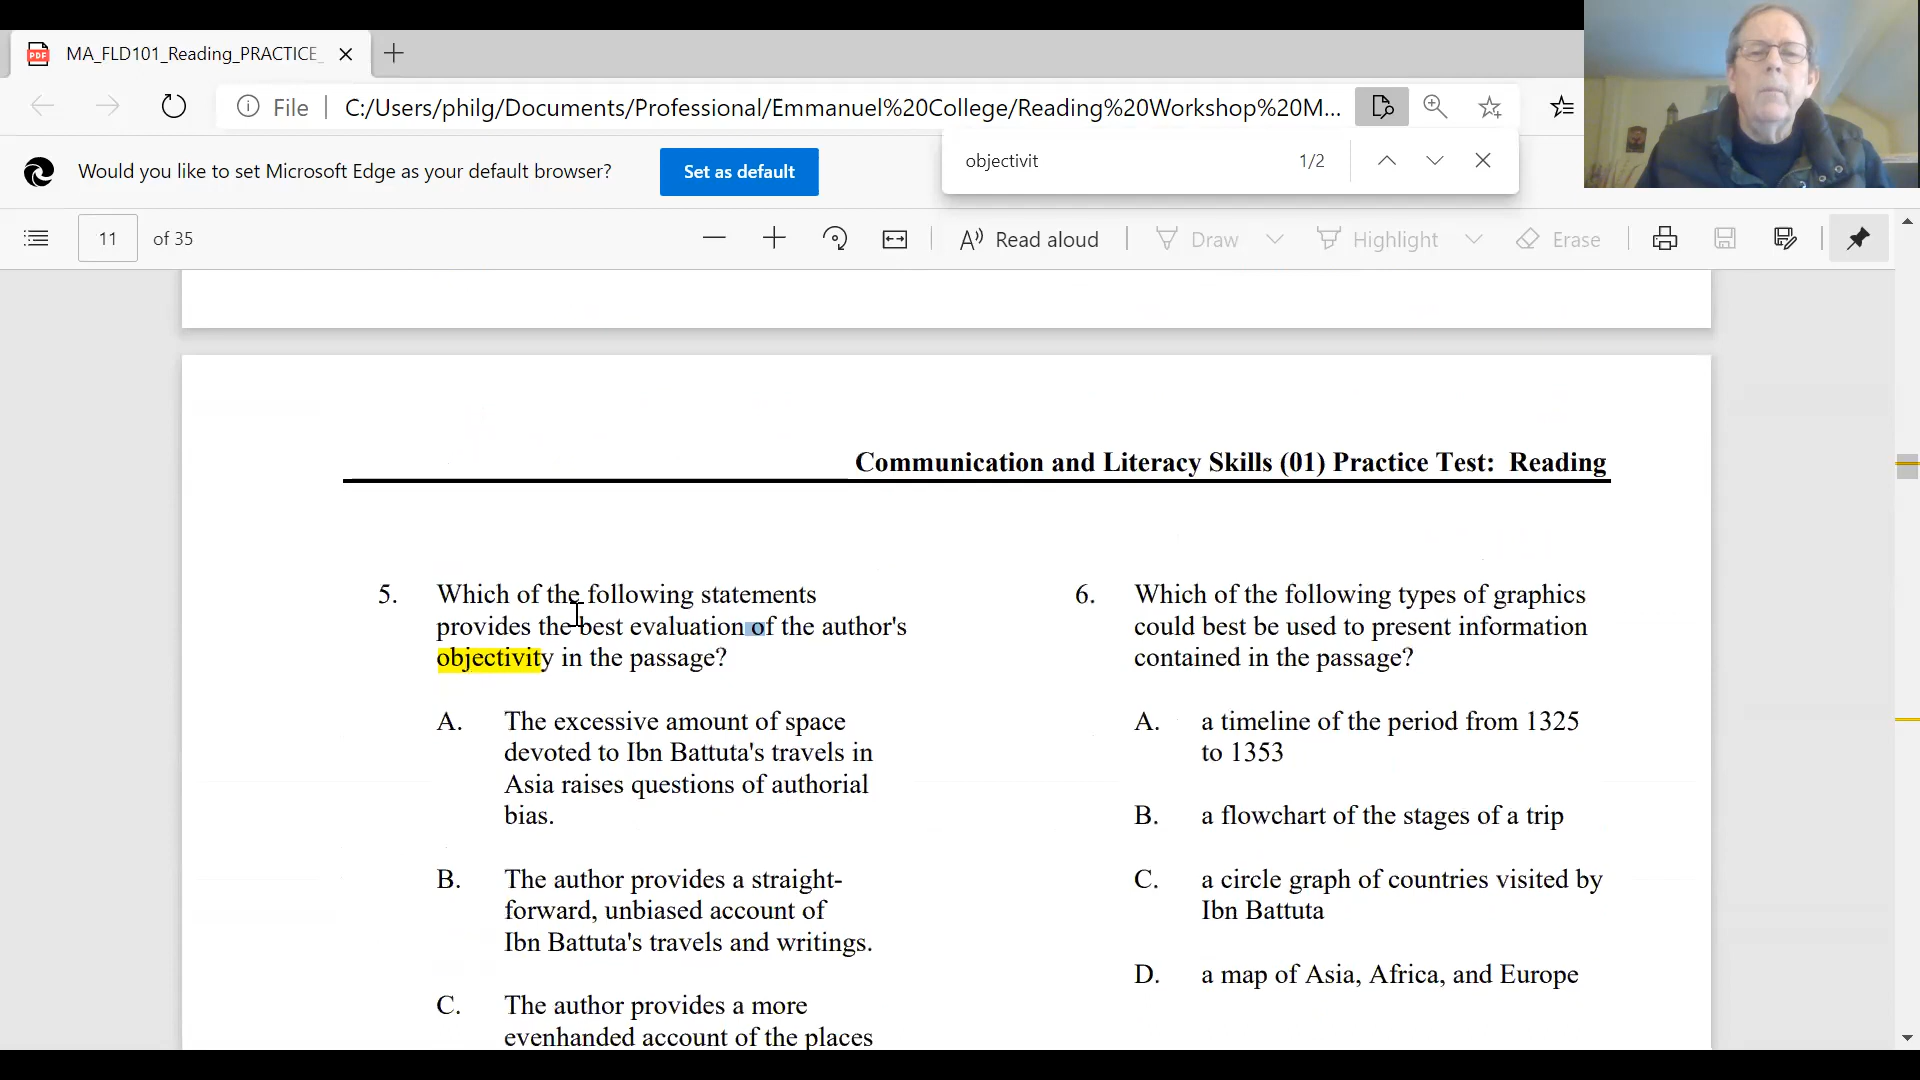 MA_FLD101_Reading_PRACTICE_
File
C:/Users/philg/Documents/Professional/Emmanuel%20College/Reading%20Workshop%20M...
Would you like to set Microsoft Edge as your default browser?
Set as default
objectivit
1/2
11
of 35
Read aloud
Draw
Highlight
Erase
Communication and Literacy Skills (01) Practice Test: Reading
5. Which of the following statements
provides the best evaluation of the author's
objectivity in the passage?
A. The excessive amount of space
devoted to Ibn Battuta's travels in
Asia raises questions of authorial
bias.
B. The author provides a straight-
forward, unbiased account of
Ibn Battuta's travels and writings.
C. The author provides a more
evenhanded account of the places
6. Which of the following types of graphics
could best be used to present information
contained in the passage?
A. a timeline of the period from 1325
to 1353
B. a flowchart of the stages of a trip
C. a circle graph of countries visited by
Ibn Battuta
D. a map of Asia, Africa, and Europe